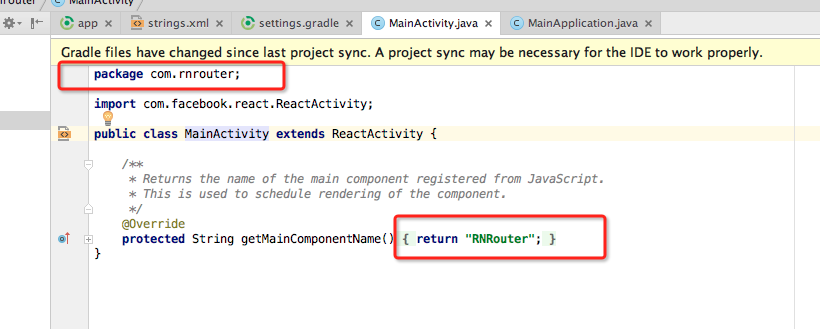 router
MainActivity
app
strings.xml
settings.gradle
MainActivity.java
MainApplication.java
Gradle files have changed since last project sync. A project sync may be necessary for the IDE to work properly.
package com.rnrouter;
import com.facebook.react.ReactActivity;
public class MainActivity extends ReactActivity {
/**
* Returns the name of the main component registered from JavaScript.
* This is used to schedule rendering of the component.
*/
@Override
protected String getMainComponentName() { return "RNRouter"; }
}